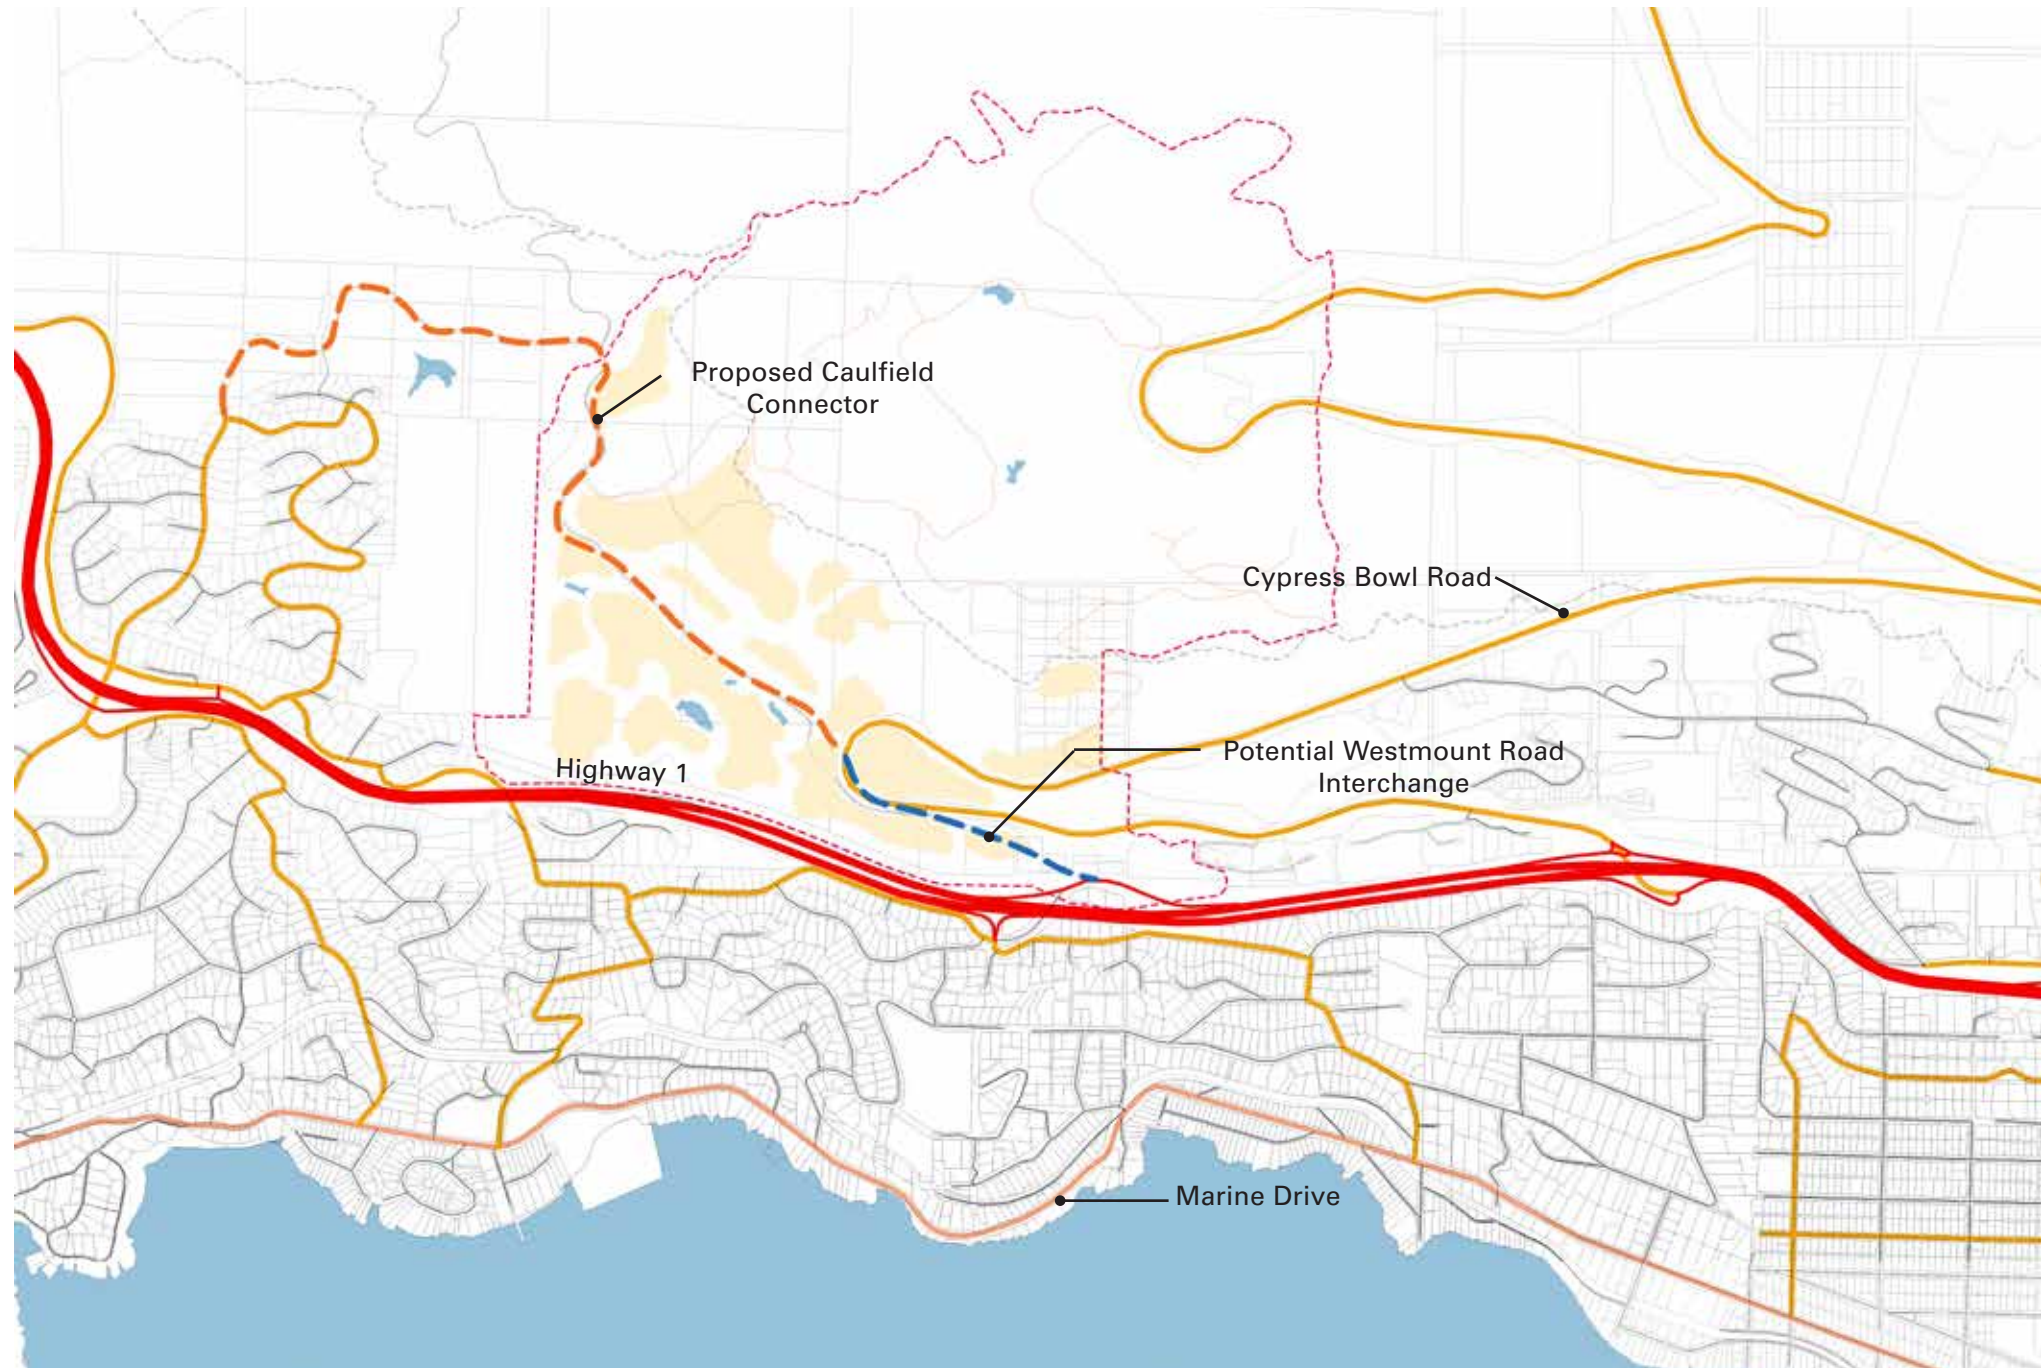 Proposed Caulfield
Connector
Cypress Bowl Road
Potential Westmount Road
Interchange
Highway 1
Marine Drive